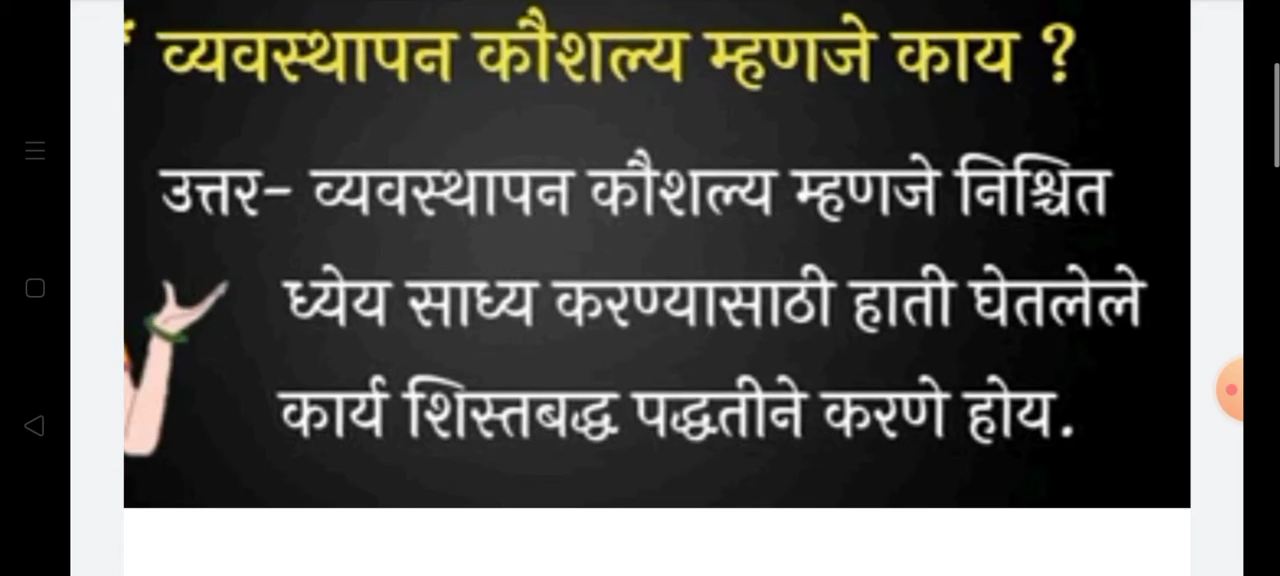 व्यवस्थापन कौशल्य म्हणजे काय ?
उत्तर- व्यवस्थापन कौशल्य म्हणजे निश्चित
ध्येय साध्य करण्यासाठी हाती घेतलेले
कार्य शिस्तबद्ध पद्धतीने करणे होय.